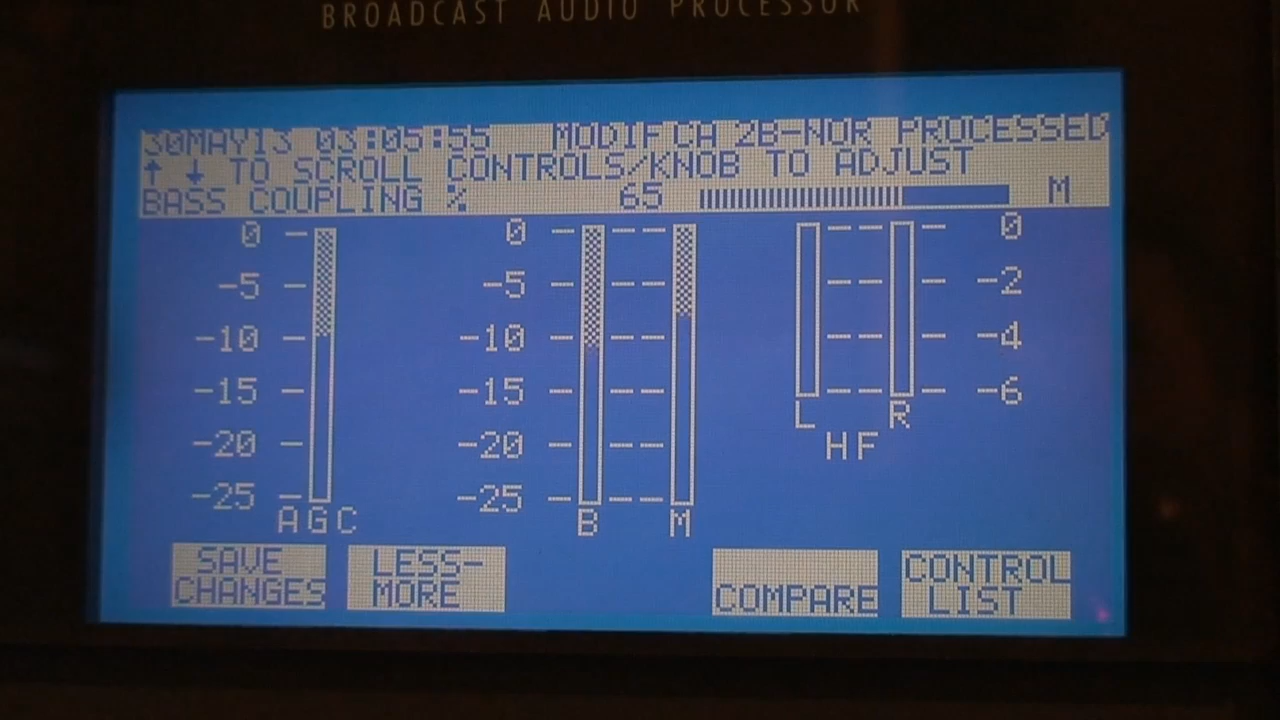 BROADCAST AUDIO PROCESSOR
30MAY13 03:05:55 MODIFCA 2B-NOR PROCESSED
↑ ↓ TO SCROLL CONTROLS/KNOB TO ADJUST
BASS COUPLING % 65 M
0 0 0
-5 -5 -2
-10 -10 -4
-15 -15 -6
L R
-20 -20 HF
-25 -25
AGC B M
SAVE CHANGES
LESS-MORE
COMPARE
CONTROL LIST